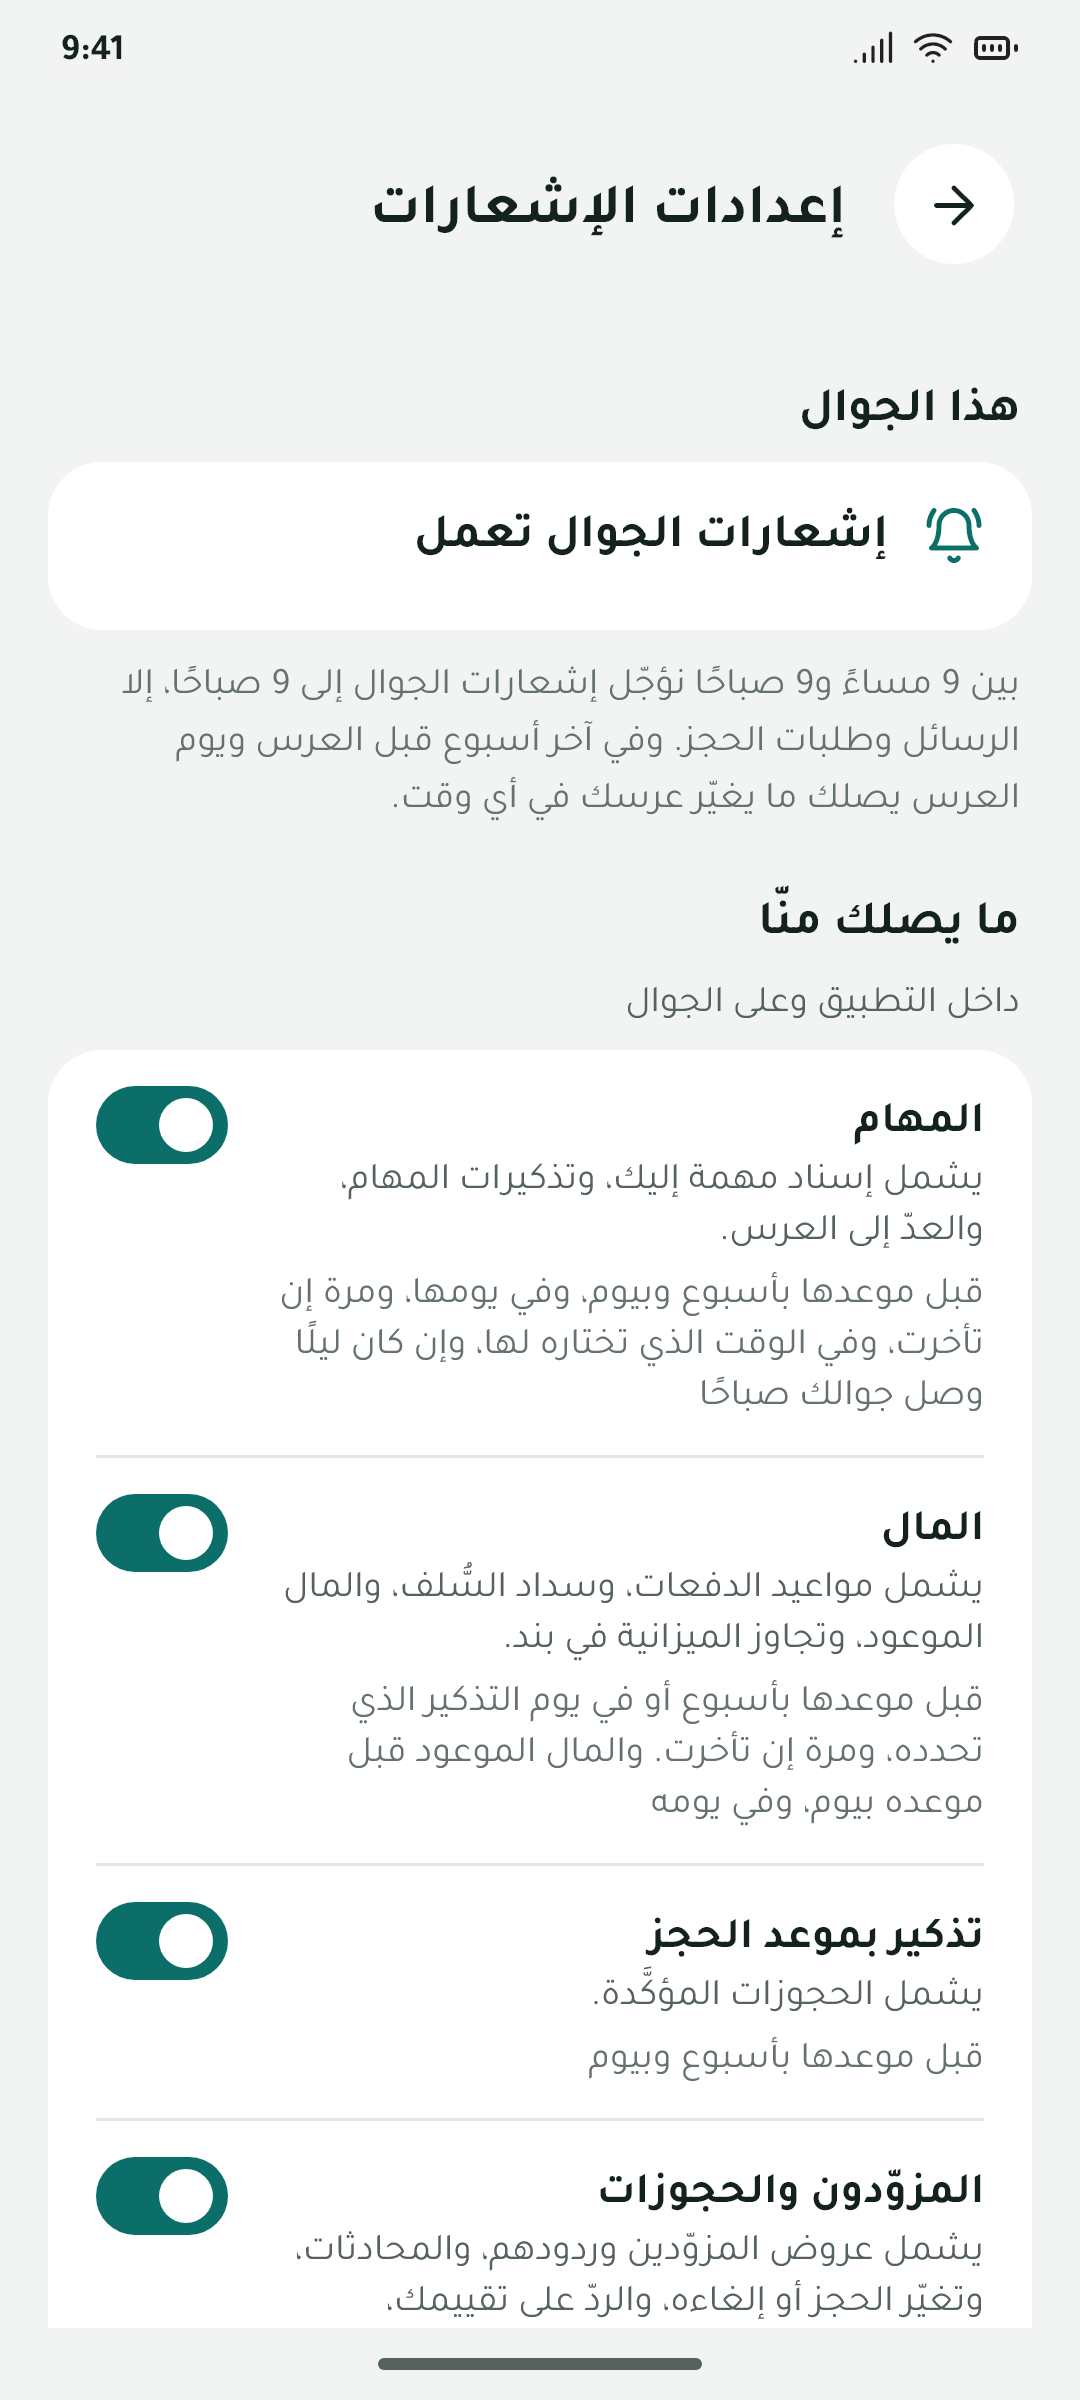 9:41
إعدادات الإشعارات
هذا الجوال
إشعارات الجوال تعمل
بين 9 مساءً و9 صباحًا نؤجّل إشعارات الجوال إلى 9 صباحًا، إلا
الرسائل وطلبات الحجز. وفي آخر أسبوع قبل العرس ويوم
العرس يصلك ما يغيّر عرسك في أي وقت.
ما يصلك منّا
داخل التطبيق وعلى الجوال
المهام
يشمل إسناد مهمة إليك، وتذكيرات المهام،
والعدّ إلى العرس.
قبل موعدها بأسبوع وبيوم، وفي يومها، ومرة إن
تأخرت، وفي الوقت الذي تختاره لها، وإن كان ليلًا
وصل جوالك صباحًا
المال
يشمل مواعيد الدفعات، وسداد السُّلف، والمال
الموعود، وتجاوز الميزانية في بند.
قبل موعدها بأسبوع أو في يوم التذكير الذي
تحدده، ومرة إن تأخرت. والمال الموعود قبل
موعده بيوم، وفي يومه
تذكير بموعد الحجز
يشمل الحجوزات المؤكَّدة.
قبل موعدها بأسبوع وبيوم
المزوّدون والحجوزات
يشمل عروض المزوّدين وردودهم، والمحادثات،
وتغيّر الحجز أو إلغاءه، والردّ على تقييمك،